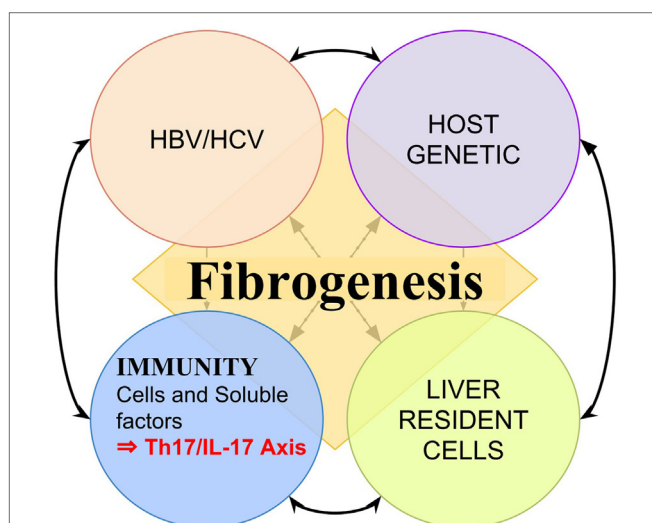 HBV/HCV
HOST
GENETIC
Fibrogenesis
IMMUNITY
Cells and Soluble
factors
⇒ Th17/IL-17 Axis
LIVER
RESIDENT
CELLS